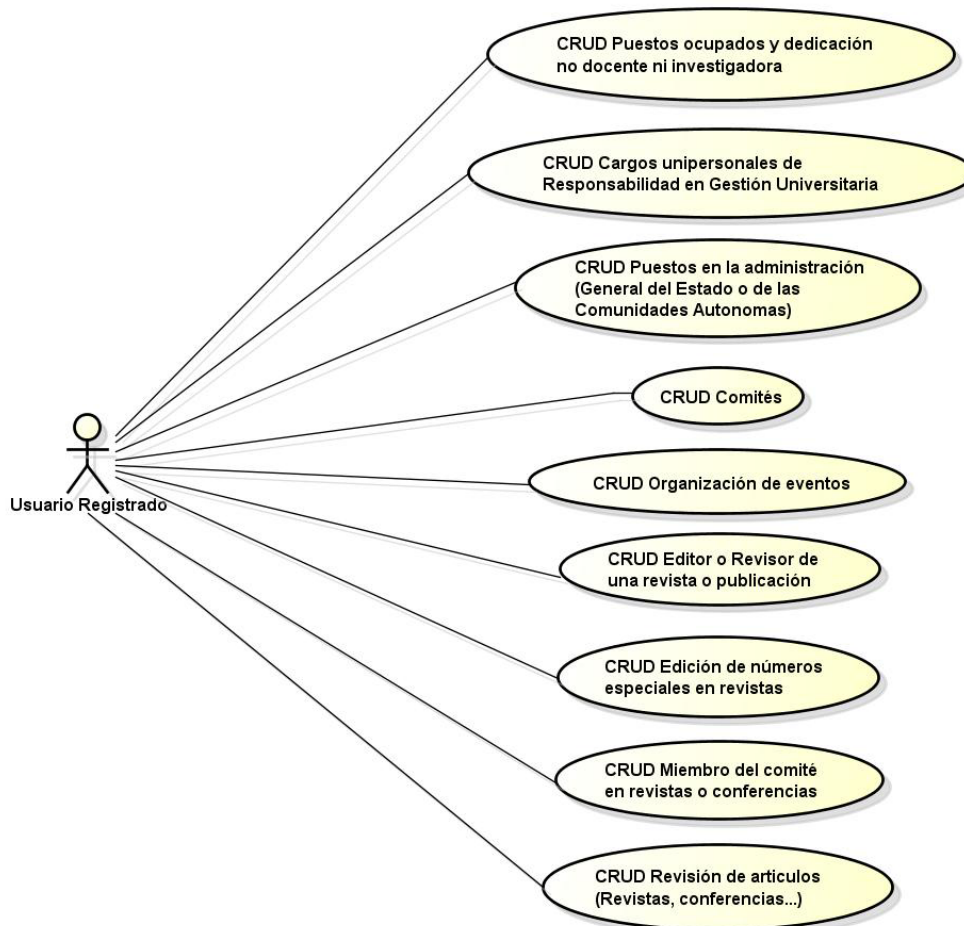 CRUD Puestos ocupados y dedicación
no docente ni investigadora
CRUD Cargos unipersonales de
Responsabilidad en Gestión Universitaria
CRUD Puestos en la administración
(General del Estado o de las
Comunidades Autonomas)
CRUD Comités
CRUD Organización de eventos
Usuario Registrado
CRUD Editor o Revisor de
una revista o publicación
CRUD Edición de números
especiales en revistas
CRUD Miembro del comité
en revistas o conferencias
CRUD Revisión de articulos
(Revistas, conferencias...)